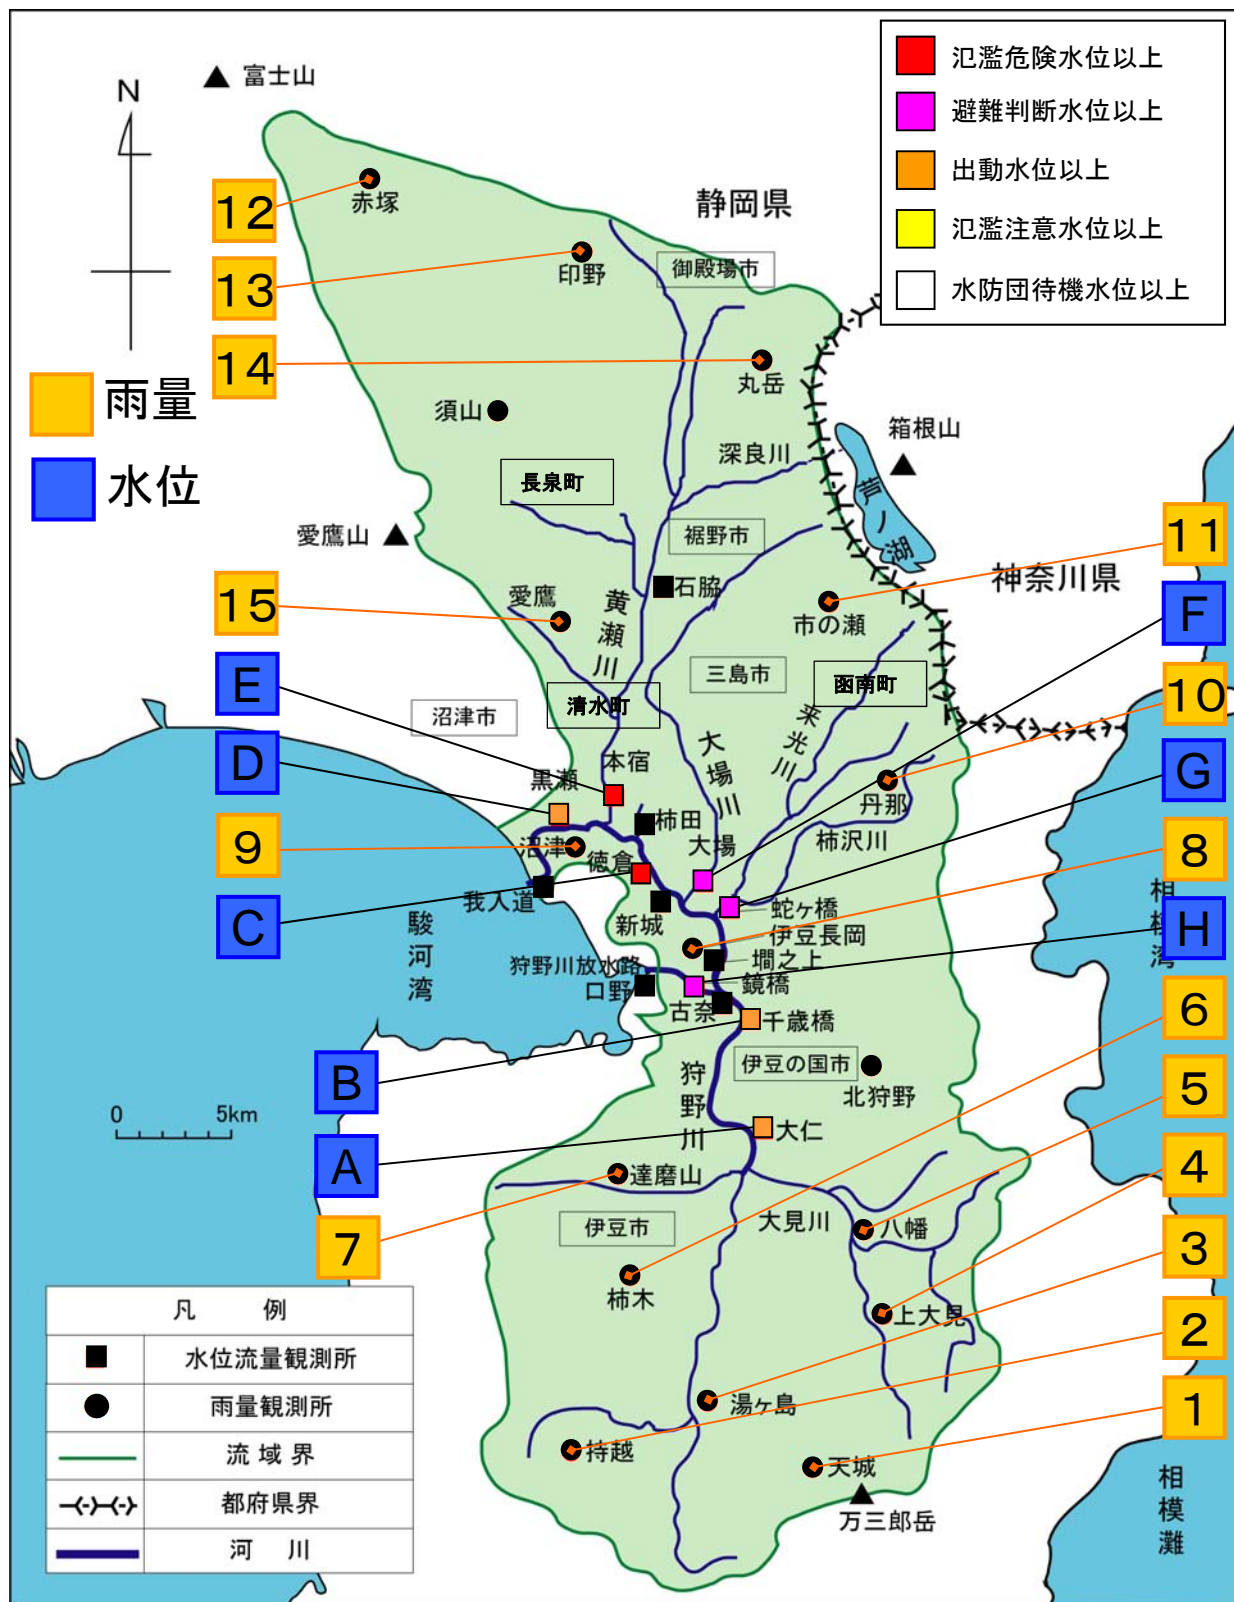 富士山
N
氾濫危険水位以上
避難判断水位以上
出動水位以上
氾濫注意水位以上
水防団待機水位以上
静岡県
12
赤塚
13
印野
御殿場市
14
丸岳
雨量
須山
水位
深良川
箱根山
長泉町
芦ノ湖
愛鷹山
裾野市
11
神奈川県
石脇
15
愛鷹
黄瀬川
市の瀬
F
E
三島市
函南町
清水町
沼津市
10
来光川
大場川
D
本宿
黒瀬
G
丹那
柿田
大場
柿沢川
9
沼津
徳倉
8
我入道
C
新城
蛇ヶ橋
相模湾
H
駿河湾
伊豆長岡
狩野川放水路
墹之上
口野
鏡橋
古奈
千歳橋
6
B
狩野川
伊豆の国市
北狩野
5
0 5km
A
大仁
4
達磨山
7
伊豆市
大見川
八幡
3
柿木
上大見
2
湯ヶ島
1
持越
天城
万三郎岳
相模灘
凡 例
水位流量観測所
雨量観測所
流域界
都府県界
河川